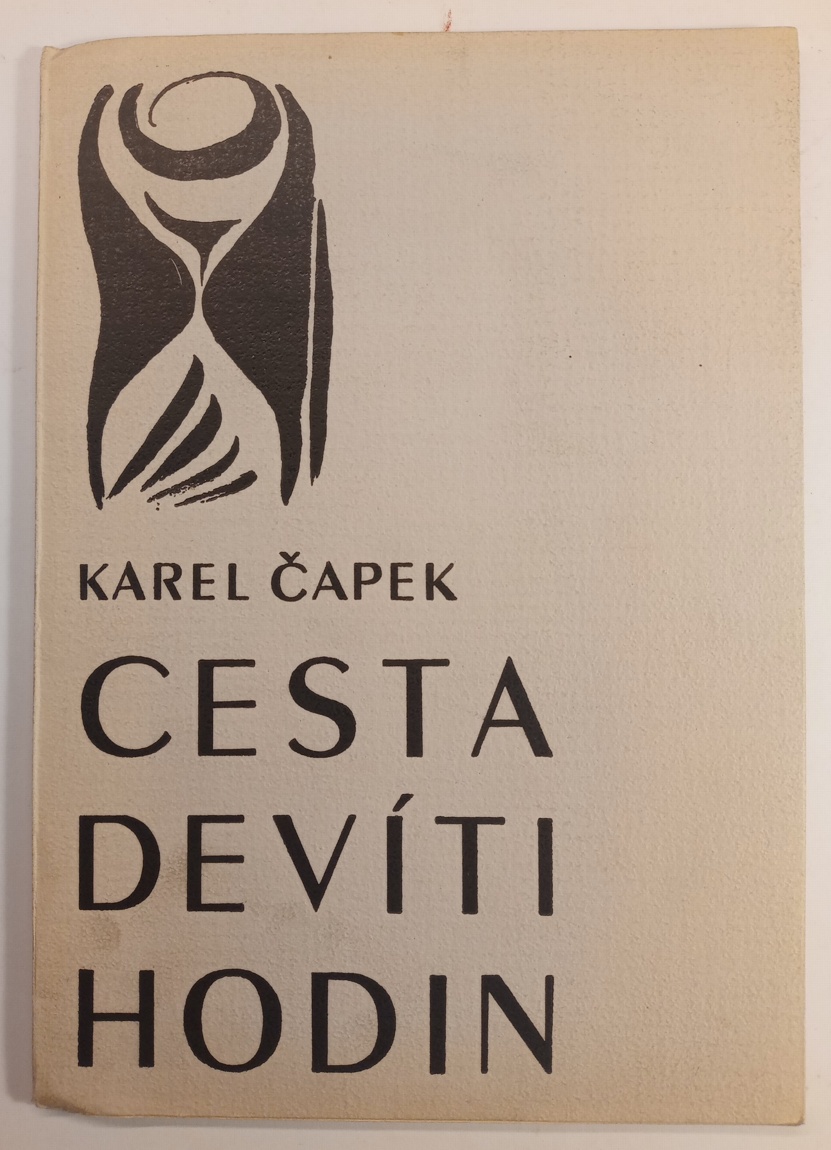 KAREL ČAPEK
CESTA
DEVÍTI
HODIN